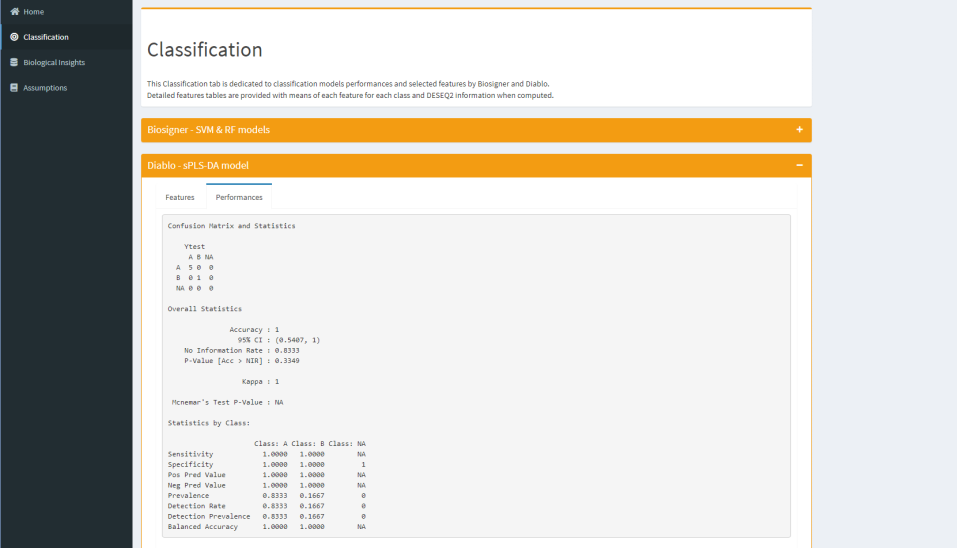 Home
Classification
Biological Insights
Assumptions
Classification
This Classification tab is dedicated to classification models performances and selected features by Biosigner and Diablo.
Detailed features tables are provided with means of each feature for each class and DESEQ2 information when computed.
Biosigner - SVM & RF models +
Diablo - sPLS-DA model −
Features Performances
Confusion Matrix and Statistics
Ytest
A B NA
A 5 0 0
B 0 1 0
NA 0 0 0
Overall Statistics
Accuracy : 1
95% CI : (0.5407, 1)
No Information Rate : 0.8333
P-Value [Acc > NIR] : 0.3349
Kappa : 1
Mcnemar's Test P-Value : NA
Statistics by Class:
Class: A Class: B Class: NA
Sensitivity 1.0000 1.0000 NA
Specificity 1.0000 1.0000 1
Pos Pred Value 1.0000 1.0000 NA
Neg Pred Value 1.0000 1.0000 NA
Prevalence 0.8333 0.1667 0
Detection Rate 0.8333 0.1667 0
Detection Prevalence 0.8333 0.1667 0
Balanced Accuracy 1.0000 1.0000 NA